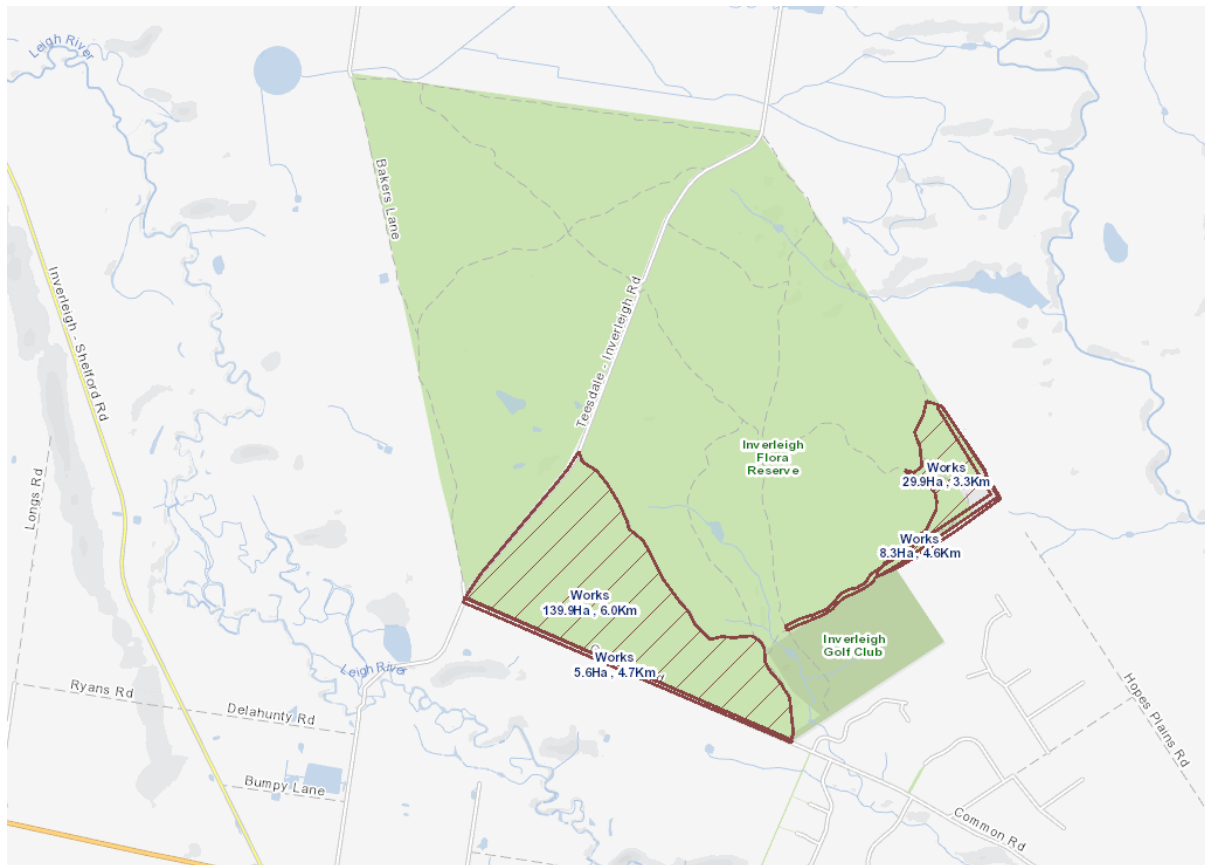 Leigh River
Bakers Lane
Inverleigh - Shelford Rd
Teesdale - Inverleigh Rd
Longs Rd
Inverleigh
Flora
Reserve
Works
29.9Ha , 3.3Km
Works
8.3Ha , 4.6Km
Works
139.9Ha , 6.0Km
Inverleigh
Golf Club
Works
5.6Ha , 4.7Km
Leigh River
Ryans Rd
Delahunty Rd
Hopes Plains Rd
Bumpy Lane
Common Rd